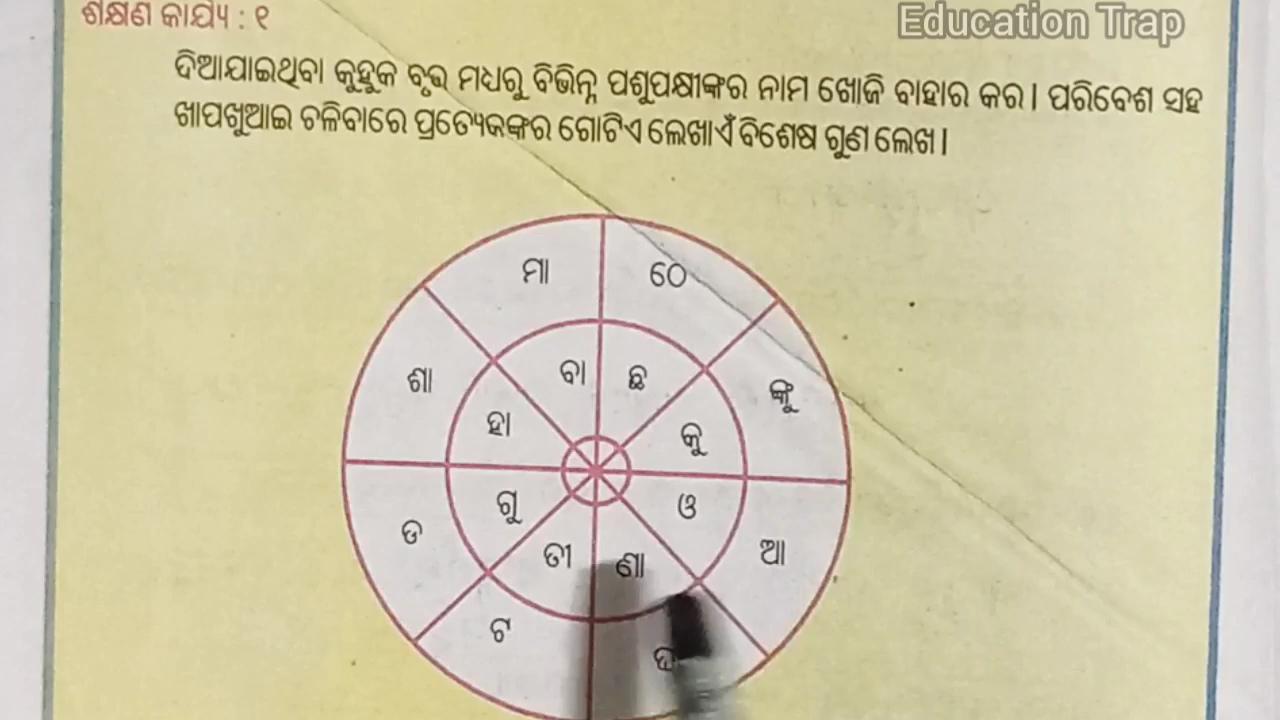 ଶିକ୍ଷଣ କାର୍ଯ୍ୟ : ୧
Education Trap
ଦିଆଯାଇଥିବା କୁହୁକ ବୃତ୍ତ ମଧ୍ୟରୁ ବିଭିନ୍ନ ପଶୁପକ୍ଷୀଙ୍କର ନାମ ଖୋଜି ବାହାର କର । ପରିବେଶ ସହ
ଖାପଖୁଆଇ ଚଳିବାରେ ପ୍ରତ୍ୟେକଙ୍କର ଗୋଟିଏ ଲେଖାଏଁ ବିଶେଷ ଗୁଣ ଲେଖ ।
ମା
ଠେ
ବା
ଛ
ଶା
ଙ୍କୁ
ହା
କୁ
ଗୁ
ଓ
ଡ
ଆ
ତୀ
ଶା
ଟ